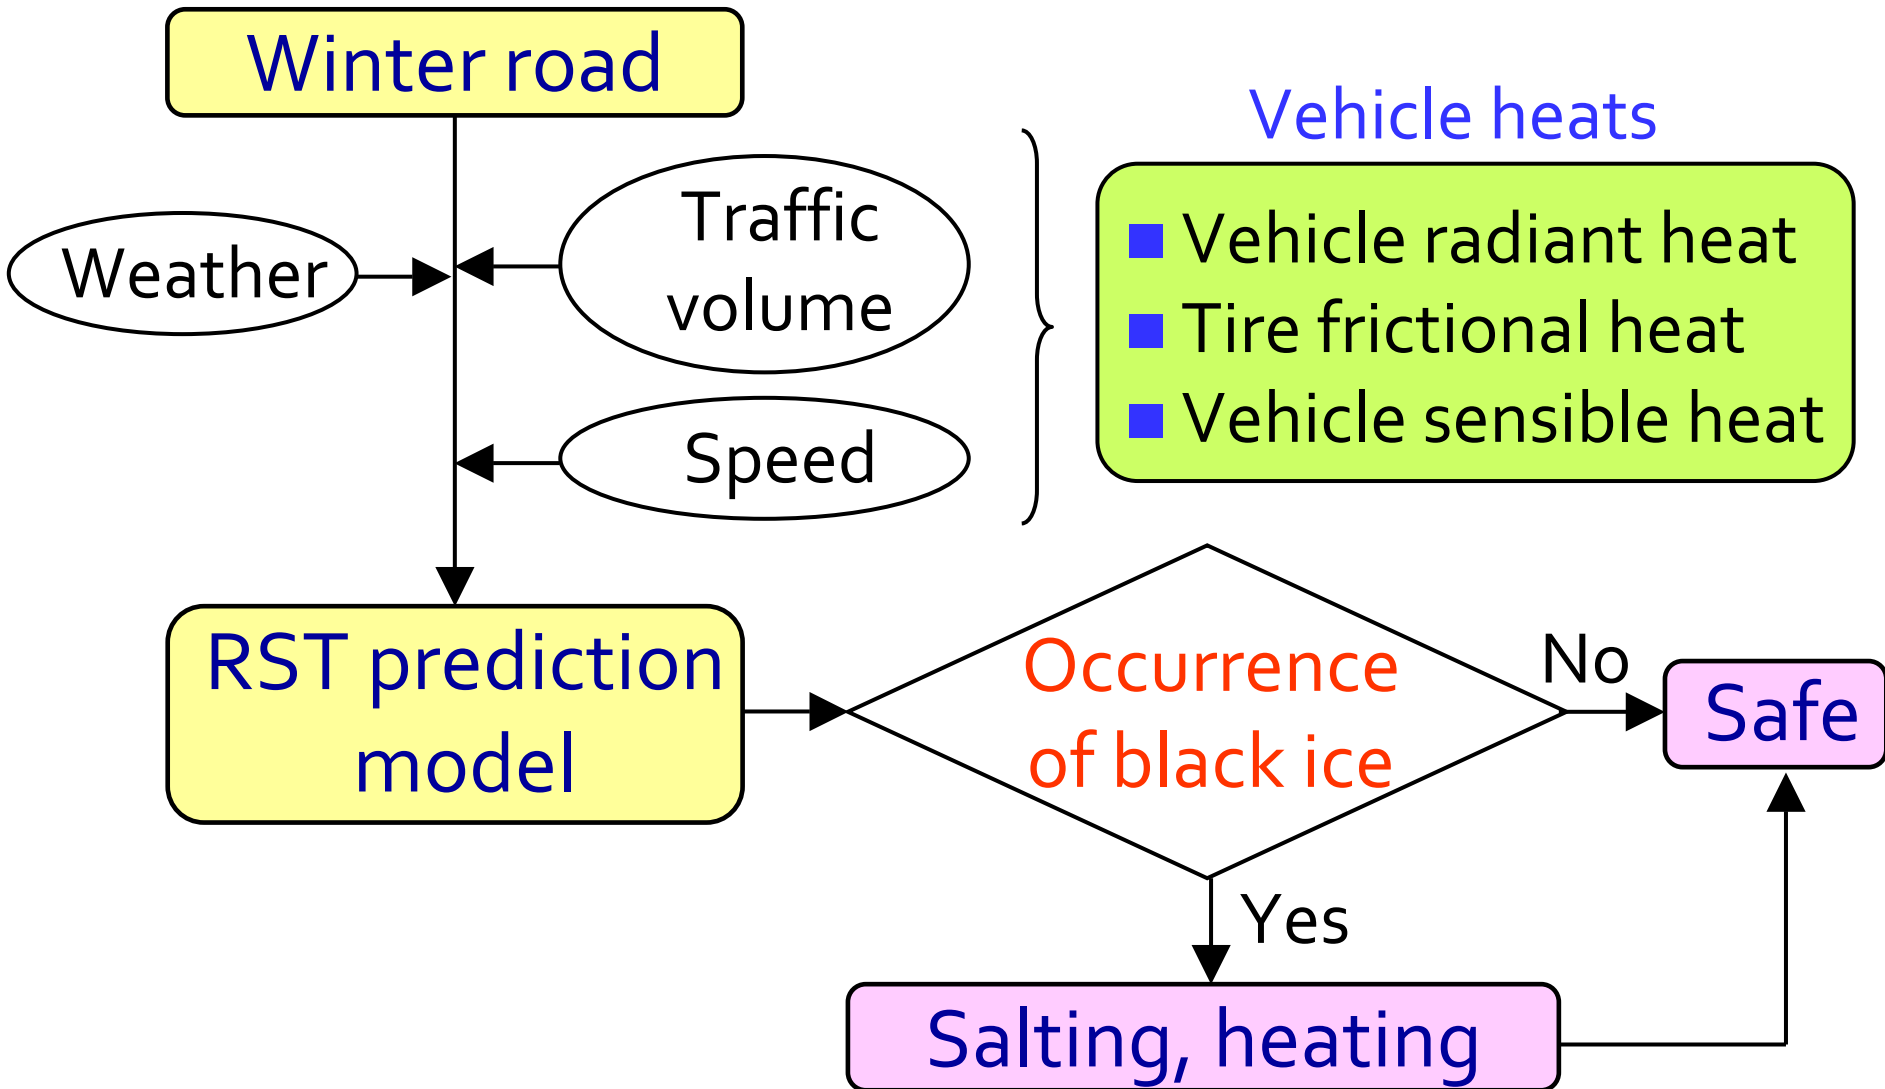 Winter road
Vehicle heats
Weather
Traffic
volume
Speed
Vehicle radiant heat
Tire frictional heat
Vehicle sensible heat
RST prediction
model
Occurrence
of black ice
No
Safe
Yes
Salting, heating